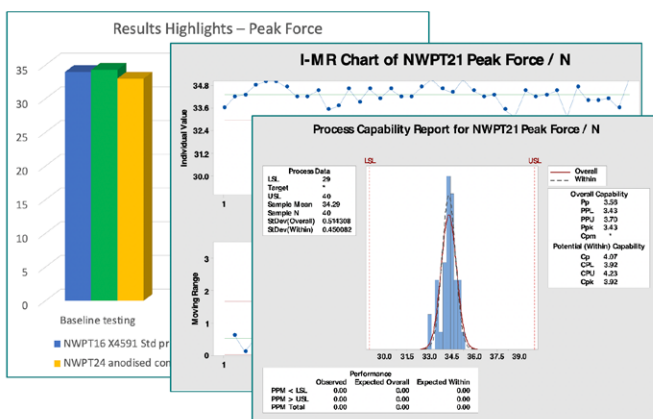 Results Highlights – Peak Force
35
30
25
20
15
10
5
0
Baseline testing
NWPT16 X4591 Std pr
NWPT24 anodised con
I-MR Chart of NWPT21 Peak Force / N
Individual Value
34.8
33.6
32.4
31.2
30.0
1
Moving Range
3
2
1
0
1
Process Capability Report for NWPT21 Peak Force / N
LSL
USL
Process Data
LSL 29
Target *
USL 40
Sample Mean 34.29
Sample N 40
StDev(Overall) 0.514308
StDev(Within) 0.450082
Overall
Within
Overall Capability
Pp 3.56
PPL 3.43
PPU 3.70
Ppk 3.43
Cpm *
Potential (Within) Capability
Cp 4.07
CPL 3.92
CPU 4.23
Cpk 3.92
30.0 31.5 33.0 34.5 36.0 37.5 39.0
Performance
Observed Expected Overall Expected Within
PPM < LSL 0.00 0.00 0.00
PPM > USL 0.00 0.00 0.00
PPM Total 0.00 0.00 0.00